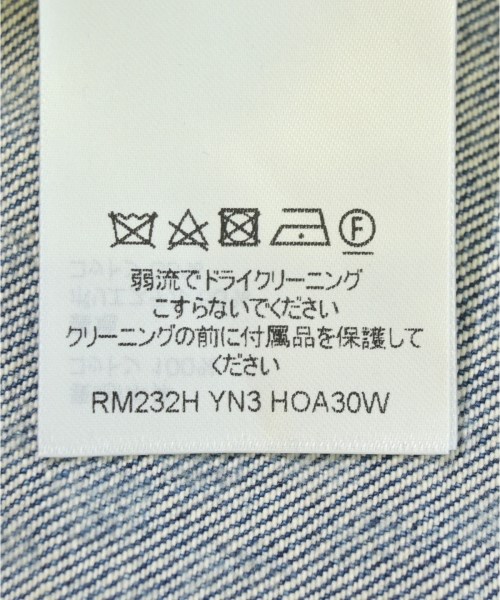 F
弱流でドライクリーニング
こすらないでください
クリーニングの前に付属品を保護して
ください
RM232H YN3 HOA30W